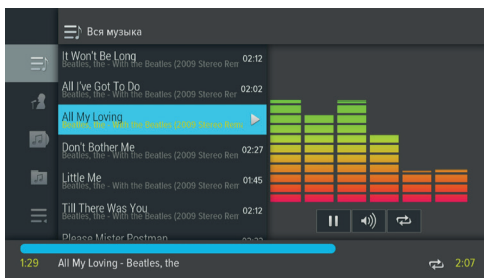 Вся музыка
It Won't Be Long 02:12
Beatles, the - With the Beatles (2009 Stereo Rem
All I've Got To Do 02:02
Beatles, the - With the Beatles (2009 Stereo Rer
All My Loving
Beatles, the - With the Beatles (2009 Stereo Rem
Don't Bother Me 02:27
Beatles, the - With the Beatles (2009 Stereo Rem
Little Me 01:45
Beatles, the - With the Beatles (2009 Stereo Rem
Till There Was You 02:12
Beatles, the - With the Beatles (2009 Stereo Rem
Please Mister Postman
1:29 All My Loving - Beatles, the 2:07